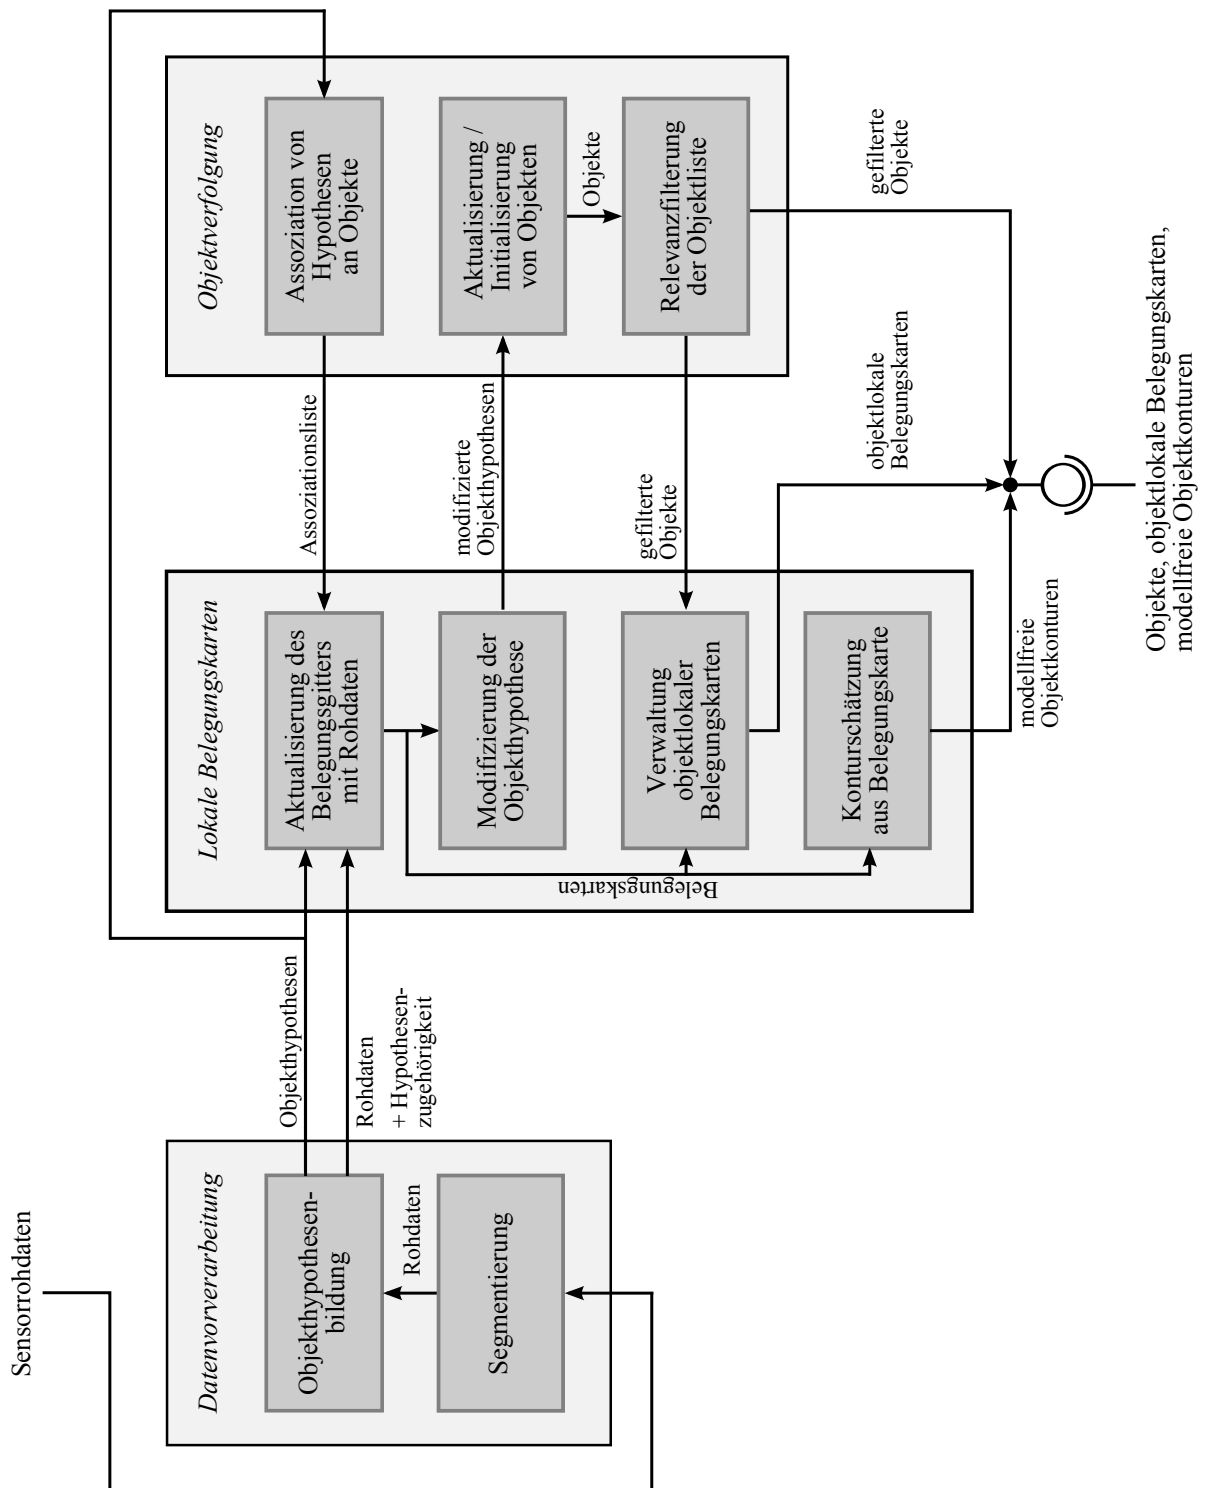 Sensorrohdaten
Datenvorverarbeitung
Objekthypothesen-
bildung
Rohdaten
Segmentierung
Objekthypothesen
Rohdaten
+ Hypothesen-
zugehörigkeit
Lokale Belegungskarten
Aktualisierung des
Belegungsgitters
mit Rohdaten
Modifizierung der
Objekthypothese
Verwaltung
objektlokaler
Belegungskarten
Konturschätzung
aus Belegungskarte
Belegungskarten
Assoziationsliste
modifizierte
Objekthypothesen
gefilterte
Objekte
Objektverfolgung
Assoziation von
Hypothesen
an Objekte
Aktualisierung /
Initialisierung
von Objekten
Objekte
Relevanzfilterung
der Objektliste
gefilterte
Objekte
objektlokale
Belegungskarten
modellfreie
Objektkonturen
Objekte, objektlokale Belegungskarten,
modellfreie Objektkonturen